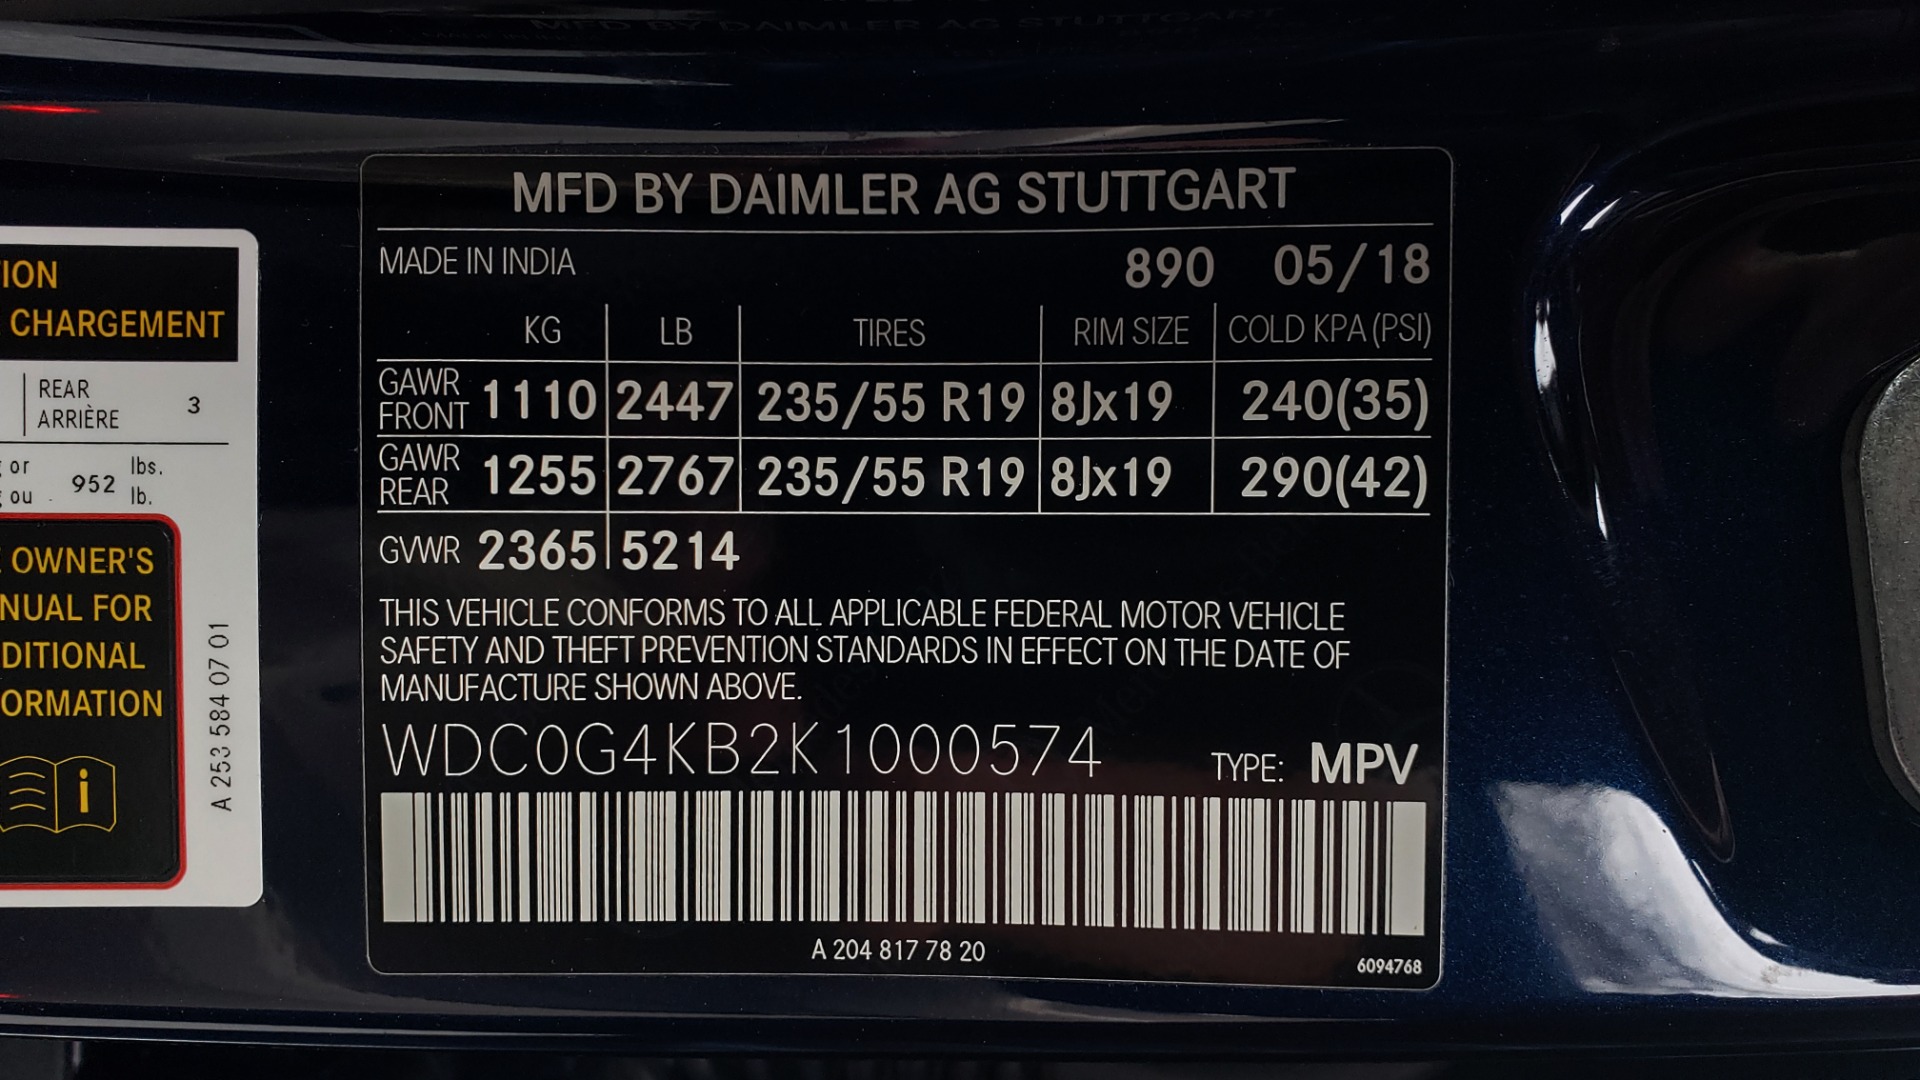 MFD BY DAIMLER AG STUTTGART
MADE IN INDIA 890 05/18
KG LB TIRES RIM SIZE COLD KPA (PSI)
GAWR FRONT 1110 2447 235/55 R19 8Jx19 240(35)
GAWR REAR 1255 2767 235/55 R19 8Jx19 290(42)
GVWR 2365 5214
THIS VEHICLE CONFORMS TO ALL APPLICABLE FEDERAL MOTOR VEHICLE
SAFETY AND THEFT PREVENTION STANDARDS IN EFFECT ON THE DATE OF
MANUFACTURE SHOWN ABOVE.
WDC0G4KB2K1000574 TYPE: MPV
A 204 817 78 20
6094768
CHARGEMENT
REAR
ARRIÈRE 3
or 952 lbs.
ou lb.
OWNER'S
FOR
A 253 584 07 01